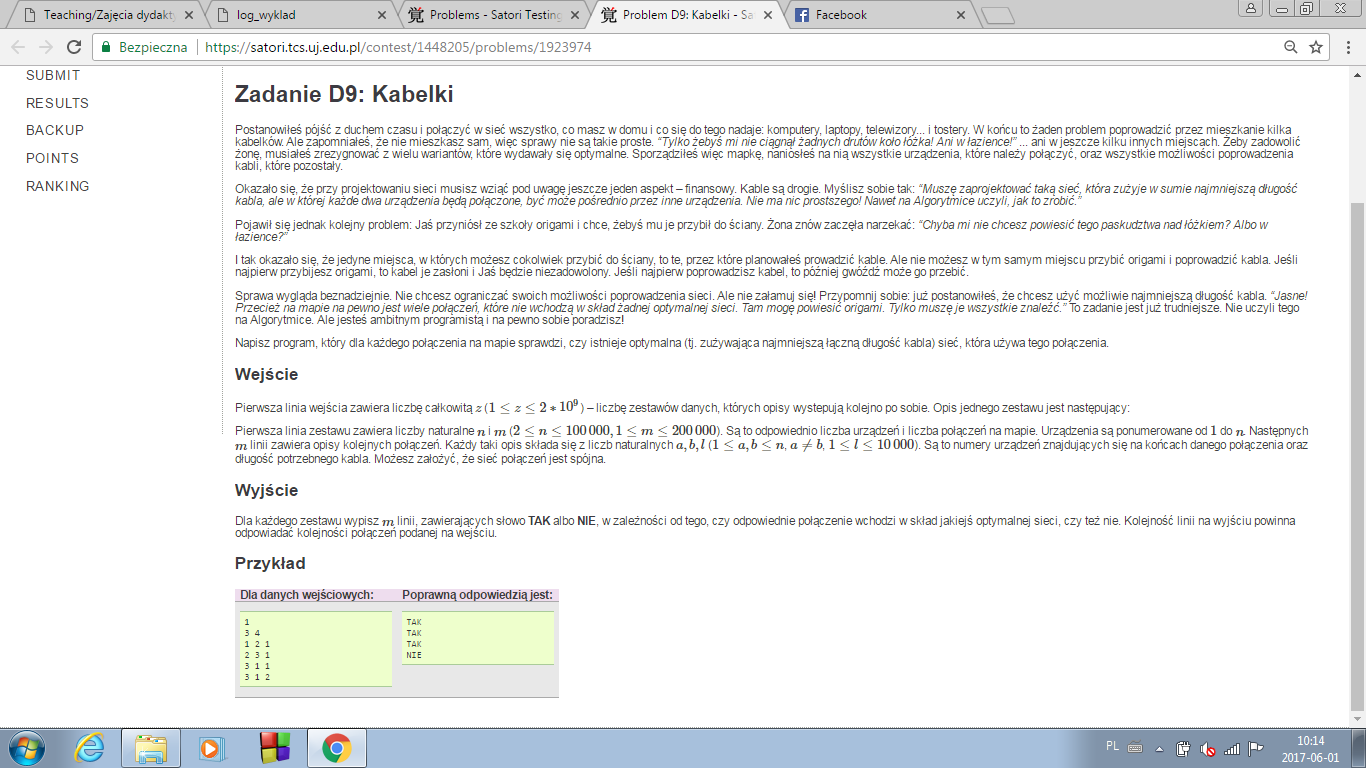 Teaching/Zajęcia dydakty
log_wyklad
Problems - Satori Testing
Problem D9: Kabelki - Sa
Facebook
Bezpieczna
https://satori.tcs.uj.edu.pl/contest/1448205/problems/1923974
SUBMIT
RESULTS
BACKUP
POINTS
RANKING
Zadanie D9: Kabelki
Postanowiłeś pójść z duchem czasu i połączyć w sieć wszystko, co masz w domu i co się do tego nadaje: komputery, laptopy, telewizory... i tostery. W końcu to żaden problem poprowadzić przez mieszkanie kilka
kabelków. Ale zapomniałeś, że nie mieszkasz sam, więc sprawy nie są takie proste. “Tylko żebyś mi nie ciągnął żadnych drutów koło łóżka! Ani w łazience!” ... ani w jeszcze kilku innych miejscach. Żeby zadowolić
żonę, musiałeś zrezygnować z wielu wariantów, które wydawały się optymalne. Sporządziłeś więc mapkę, naniosłeś na nią wszystkie urządzenia, które należy połączyć, oraz wszystkie możliwości poprowadzenia
kabli, które pozostały.
Okazało się, że przy projektowaniu sieci musisz wziąć pod uwagę jeszcze jeden aspekt – finansowy. Kable są drogie. Myślisz sobie tak: “Muszę zaprojektować taką sieć, która zużyje w sumie najmniejszą długość
kabla, ale w której każde dwa urządzenia będą połączone, być może pośrednio przez inne urządzenia. Nie ma nic prostszego! Nawet na Algorytmice uczyli, jak to zrobić.”
Pojawił się jednak kolejny problem: Jaś przyniósł ze szkoły origami i chce, żebyś mu je przybił do ściany. Żona znów zaczęła narzekać: “Chyba mi nie chcesz powiesić tego paskudztwa nad łóżkiem? Albo w
łazience?”
I tak okazało się, że jedyne miejsca, w których możesz cokolwiek przybić do ściany, to te, przez które planowałeś prowadzić kable. Ale nie możesz w tym samym miejscu przybić origami i poprowadzić kabla. Jeśli
najpierw przybijesz origami, to kabel je zasłoni i Jaś będzie niezadowolony. Jeśli najpierw poprowadzisz kabel, to później gwóźdź może go przebić.
Sprawa wygląda beznadziejnie. Nie chcesz ograniczać swoich możliwości poprowadzenia sieci. Ale nie załamuj się! Przypomnij sobie: już postanowiłeś, że chcesz użyć możliwie najmniejszą długość kabla. “Jasne!
Przecież na mapie na pewno jest wiele połączeń, które nie wchodzą w skład żadnej optymalnej sieci. Tam mogę powiesić origami. Tylko muszę je wszystkie znaleźć.” To zadanie jest już trudniejsze. Nie uczyli tego
na Algorytmice. Ale jesteś ambitnym programistą i na pewno sobie poradzisz!
Napisz program, który dla każdego połączenia na mapie sprawdzi, czy istnieje optymalna (tj. zużywająca najmniejszą łączną długość kabla) sieć, która używa tego połączenia.
Wejście
Pierwsza linia wejścia zawiera liczbę całkowitą z (1 ≤ z ≤ 2 ∗ 10⁹) – liczbę zestawów danych, których opisy wystepują kolejno po sobie. Opis jednego zestawu jest następujący:
Pierwsza linia zestawu zawiera liczby naturalne n i m (2 ≤ n ≤ 100 000, 1 ≤ m ≤ 200 000). Są to odpowiednio liczba urządzeń i liczba połączeń na mapie. Urządzenia są ponumerowane od 1 do n. Następnych
m linii zawiera opisy kolejnych połączeń. Każdy taki opis składa się z liczb naturalnych a, b, l (1 ≤ a, b ≤ n, a ≠ b, 1 ≤ l ≤ 10 000). Są to numery urządzeń znajdujących się na końcach danego połączenia oraz
długość potrzebnego kabla. Możesz założyć, że sieć połączeń jest spójna.
Wyjście
Dla każdego zestawu wypisz m linii, zawierających słowo TAK albo NIE, w zależności od tego, czy odpowiednie połączenie wchodzi w skład jakiejś optymalnej sieci, czy też nie. Kolejność linii na wyjściu powinna
odpowiadać kolejności połączeń podanej na wejściu.
Przykład
Dla danych wejściowych: Poprawną odpowiedzią jest:
1 TAK
3 4 TAK
1 2 1 TAK
2 3 1 NIE
3 1 1
3 1 2
PL
10:14
2017-06-01